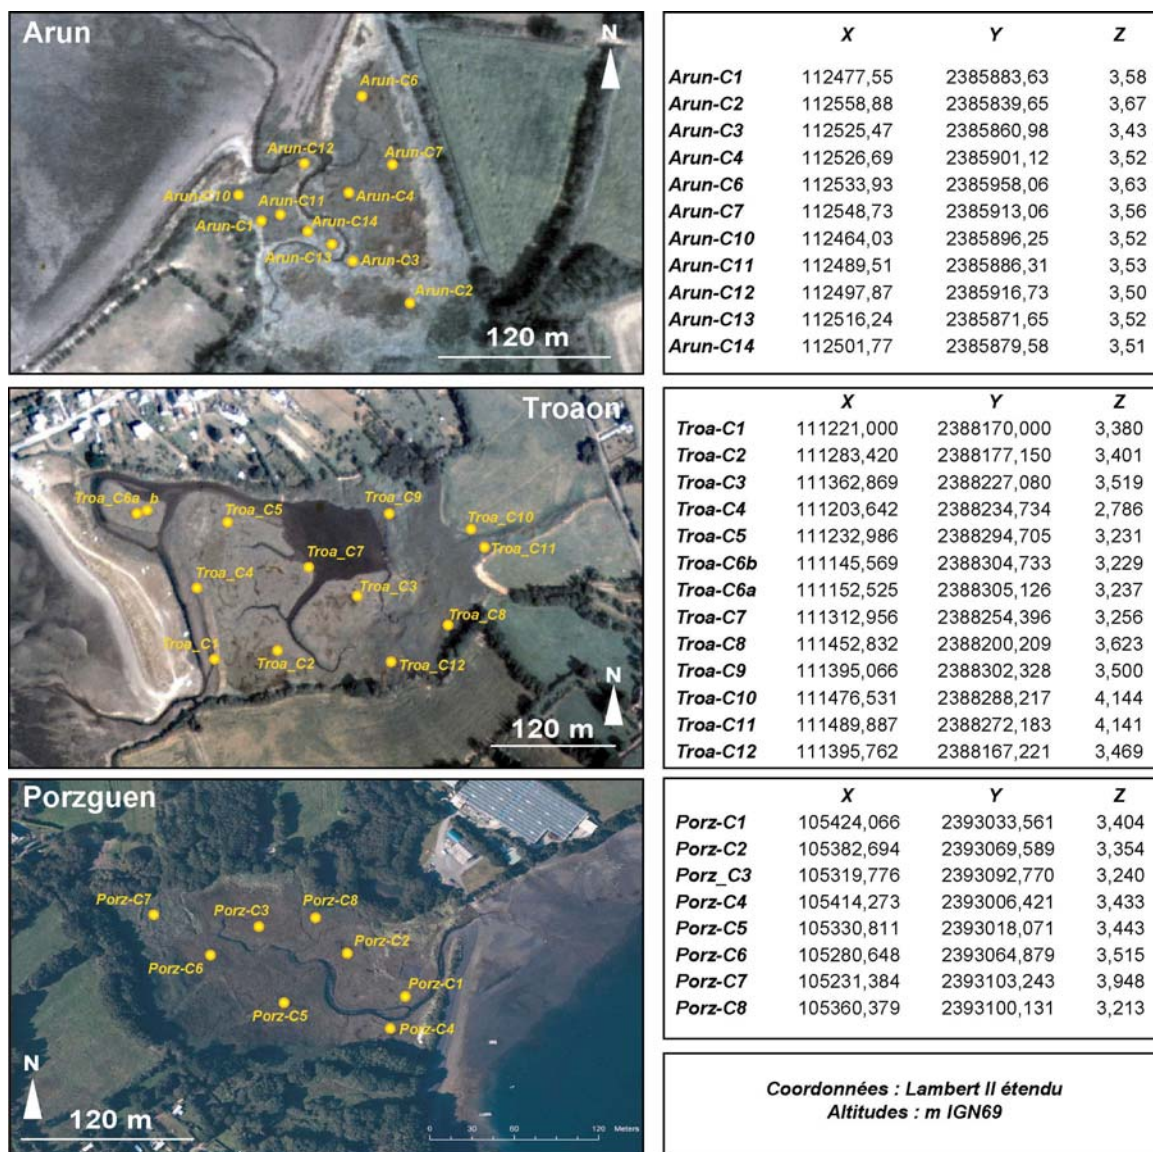 Arun
N
Arun-C6
Arun-C12
Arun-C7
Arun-C10
Arun-C11
Arun-C4
Arun-C1
Arun-C14
Arun-C13
Arun-C3
Arun-C2
120 m
X Y Z
Arun-C1 112477,55 2385883,63 3,58
Arun-C2 112558,88 2385839,65 3,67
Arun-C3 112525,47 2385860,98 3,43
Arun-C4 112526,69 2385901,12 3,52
Arun-C6 112533,93 2385958,06 3,63
Arun-C7 112548,73 2385913,06 3,56
Arun-C10 112464,03 2385896,25 3,52
Arun-C11 112489,51 2385886,31 3,53
Arun-C12 112497,87 2385916,73 3,50
Arun-C13 112516,24 2385871,65 3,52
Arun-C14 112501,77 2385879,58 3,51
Troaon
Troa_C6a_b
Troa_C5
Troa_C9
Troa_C10
Troa_C11
Troa_C7
Troa_C4
Troa_C3
Troa_C8
Troa_C1
Troa_C2
Troa_C12
N
120 m
X Y Z
Troa-C1 111221,000 2388170,000 3,380
Troa-C2 111283,420 2388177,150 3,401
Troa-C3 111362,869 2388227,080 3,519
Troa-C4 111203,642 2388234,734 2,786
Troa-C5 111232,986 2388294,705 3,231
Troa-C6b 111145,569 2388304,733 3,229
Troa-C6a 111152,525 2388305,126 3,237
Troa-C7 111312,956 2388254,396 3,256
Troa-C8 111452,832 2388200,209 3,623
Troa-C9 111395,066 2388302,328 3,500
Troa-C10 111476,531 2388288,217 4,144
Troa-C11 111489,887 2388272,183 4,141
Troa-C12 111395,762 2388167,221 3,469
Porzguen
Porz-C7
Porz-C3
Porz-C8
Porz-C2
Porz-C6
Porz-C1
Porz-C5
Porz-C4
N
120 m
0 30 60 120 Meters
X Y Z
Porz-C1 105424,066 2393033,561 3,404
Porz-C2 105382,694 2393069,589 3,354
Porz_C3 105319,776 2393092,770 3,240
Porz-C4 105414,273 2393006,421 3,433
Porz-C5 105330,811 2393018,071 3,443
Porz-C6 105280,648 2393064,879 3,515
Porz-C7 105231,384 2393103,243 3,948
Porz-C8 105360,379 2393100,131 3,213
Coordonnées : Lambert II étendu
Altitudes : m IGN69